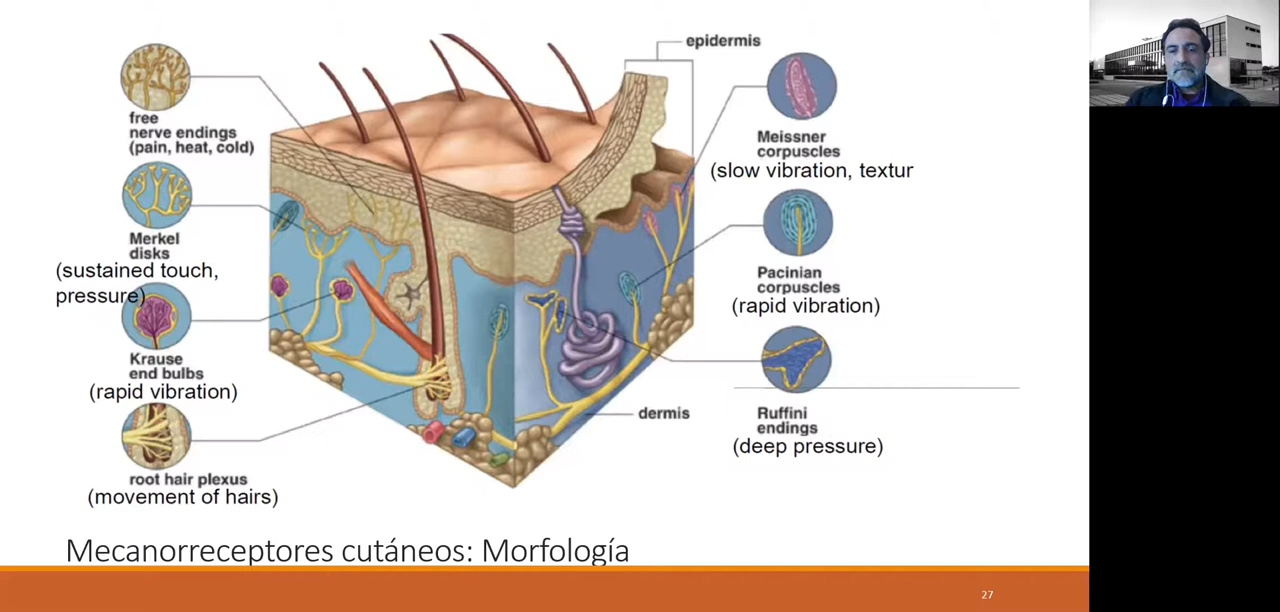 epidermis
free
nerve endings
(pain, heat, cold)
Merkel
disks
(sustained touch,
pressure)
Krause
end bulbs
(rapid vibration)
root hair plexus
(movement of hairs)
Meissner
corpuscles
(slow vibration, textur
Pacinian
corpuscles
(rapid vibration)
Ruffini
endings
(deep pressure)
dermis
Mecanorreceptores cutáneos: Morfología
27